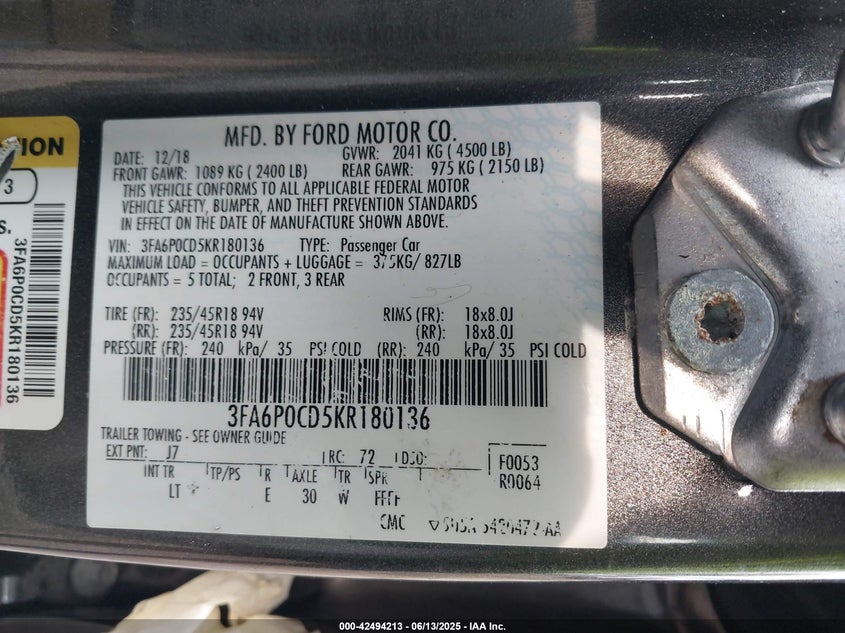 MFD. BY FORD MOTOR CO.
DATE: 12/18 GVWR: 2041 KG ( 4500 LB)
FRONT GAWR: 1089 KG ( 2400 LB) REAR GAWR: 975 KG ( 2150 LB)
THIS VEHICLE CONFORMS TO ALL APPLICABLE FEDERAL MOTOR
VEHICLE SAFETY, BUMPER, AND THEFT PREVENTION STANDARDS
IN EFFECT ON THE DATE OF MANUFACTURE SHOWN ABOVE.
VIN: 3FA6P0CD5KR180136 TYPE: Passenger Car
MAXIMUM LOAD = OCCUPANTS + LUGGAGE = 375KG/ 827LB
OCCUPANTS = 5 TOTAL; 2 FRONT, 3 REAR
TIRE (FR): 235/45R18 94V RIMS (FR): 18x8.0J
(RR): 235/45R18 94V (RR): 18x8.0J
PRESSURE (FR): 240 kPa/ 35 PSI COLD (RR): 240 kPa/ 35 PSI COLD
3FA6P0CD5KR180136
TRAILER TOWING - SEE OWNER GUIDE
EXT PNT: J7 RC: 72 DSO: F0053
R0064
INT TR TP/PS R AXLE TR SPR
LT E 30 W FFFF
CMC
3
S. 3FA6P0CD5KR180136
000-42494213 - 06/13/2025 - IAA Inc.